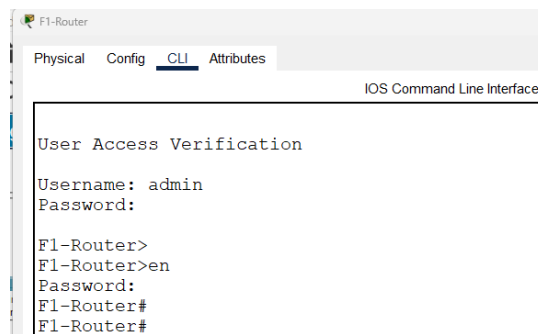 F1-Router
Physical Config CLI Attributes
IOS Command Line Interface
User Access Verification
Username: admin
Password:
F1-Router>
F1-Router>en
Password:
F1-Router#
F1-Router#